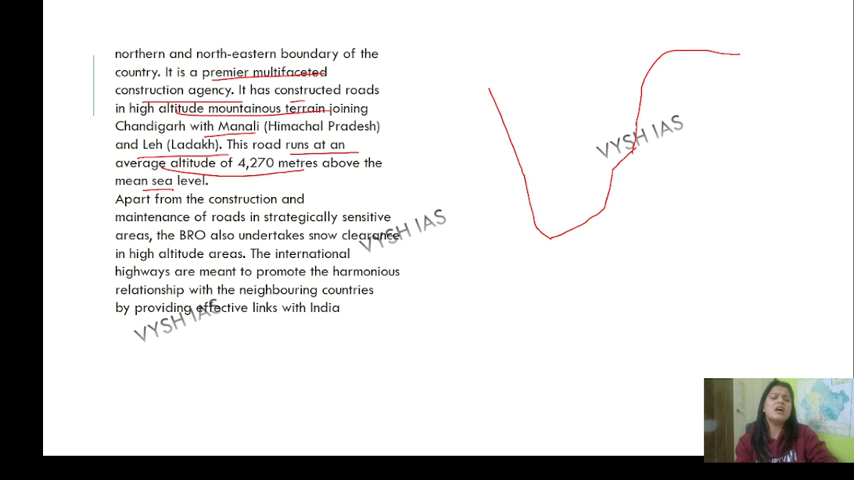 northern and north-eastern boundary of the
country. It is a premier multifaceted
construction agency. It has constructed roads
in high altitude mountainous terrain joining
Chandigarh with Manali (Himachal Pradesh)
and Leh (Ladakh). This road runs at an
average altitude of 4,270 metres above the
mean sea level.
Apart from the construction and
maintenance of roads in strategically sensitive
areas, the BRO also undertakes snow clearance
in high altitude areas. The international
highways are meant to promote the harmonious
relationship with the neighbouring countries
by providing effective links with India
VYSH IAS
VYSH IAS
VYSH IAS